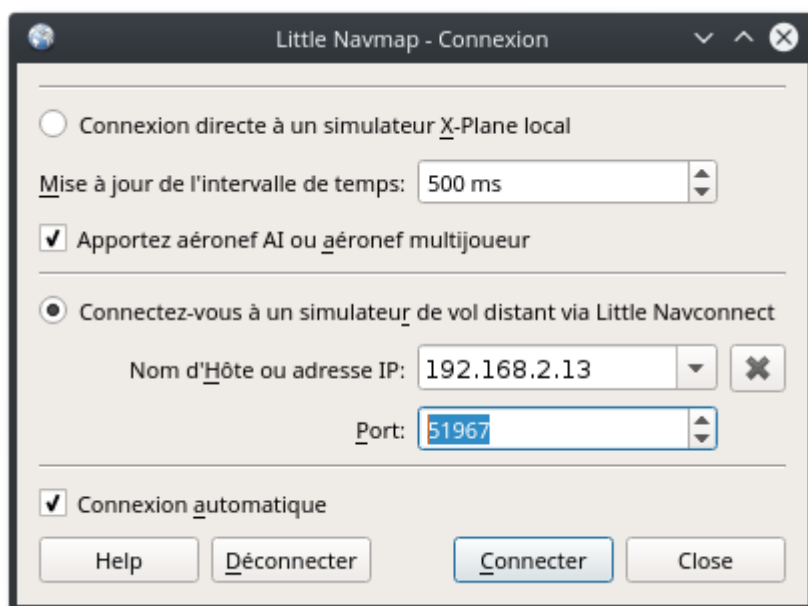 Little Navmap - Connexion
Connexion directe à un simulateur X-Plane local
Mise à jour de l'intervalle de temps: 500 ms
Apportez aéronef AI ou aéronef multijoueur
Connectez-vous à un simulateur de vol distant via Little Navconnect
Nom d'Hôte ou adresse IP: 192.168.2.13
Port: 51967
Connexion automatique
Help Déconnecter Connecter Close